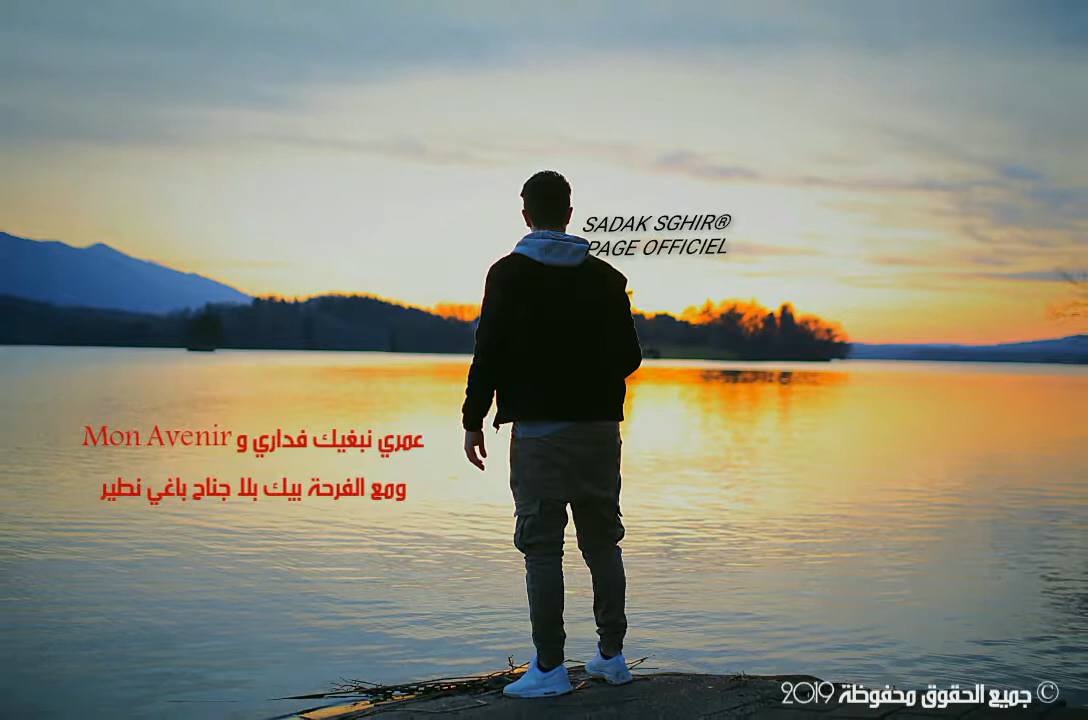 SADAK SGHIR®
PAGE OFFICIEL
عمري نبغيك فداري و Mon Avenir
ومع الفرحة بيك بلا جناح باغي نطير
© جميع الحقوق محفوظة 2019